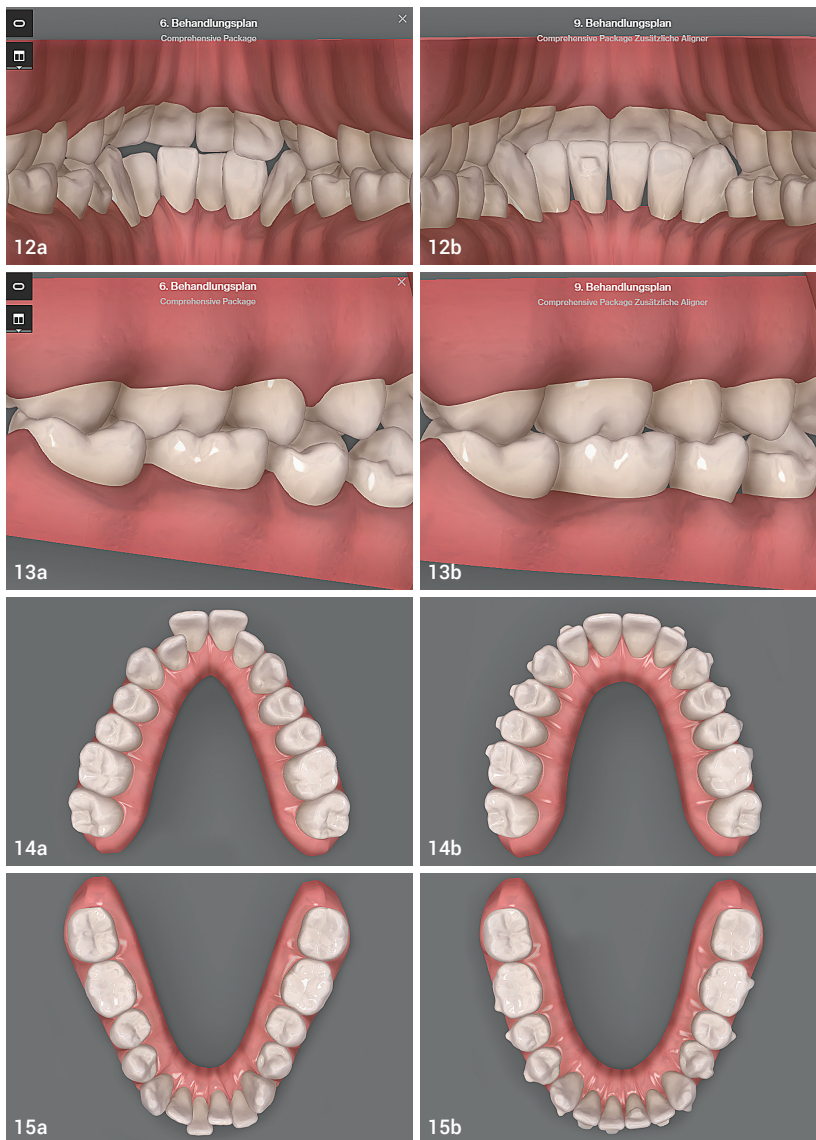 6. Behandlungsplan
Comprehensive Package
12a
9. Behandlungsplan
Comprehensive Package Zusätzliche Aligner
12b
6. Behandlungsplan
Comprehensive Package
13a
9. Behandlungsplan
Comprehensive Package Zusätzliche Aligner
13b
14a
14b
15a
15b